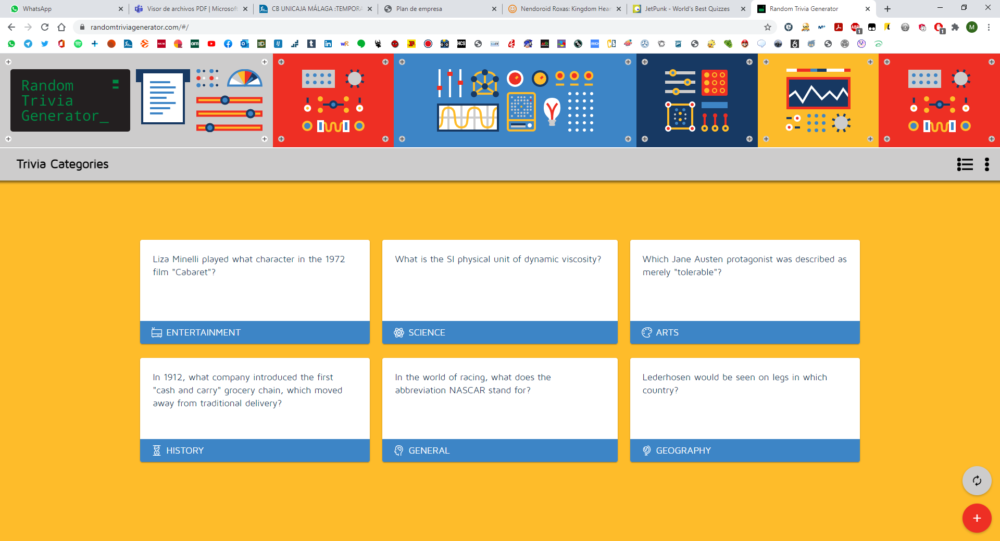 WhatsApp
Visor de archivos PDF | Microsoft
CB UNICAJA MÁLAGA :TEMPORA
Plan de empresa
Nendoroid Roxas: Kingdom Hear
JetPunk - World's Best Quizzes
Random Trivia Generator
randomtriviagenerator.com/#/
Random
Trivia
Generator_
Trivia Categories
Liza Minelli played what character in the 1972
film "Cabaret"?
ENTERTAINMENT
What is the SI physical unit of dynamic viscosity?
SCIENCE
Which Jane Austen protagonist was described as
merely "tolerable"?
ARTS
In 1912, what company introduced the first
"cash and carry" grocery chain, which moved
away from traditional delivery?
HISTORY
In the world of racing, what does the
abbreviation NASCAR stand for?
GENERAL
Lederhosen would be seen on legs in which
country?
GEOGRAPHY